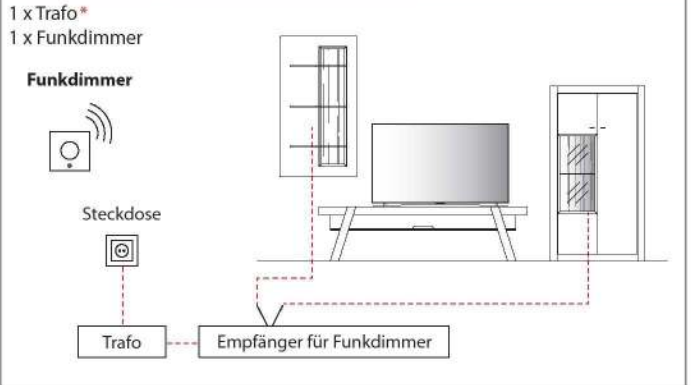 1 x Trafo*
1 x Funkdimmer
Funkdimmer
Steckdose
Trafo
Empfänger für Funkdimmer